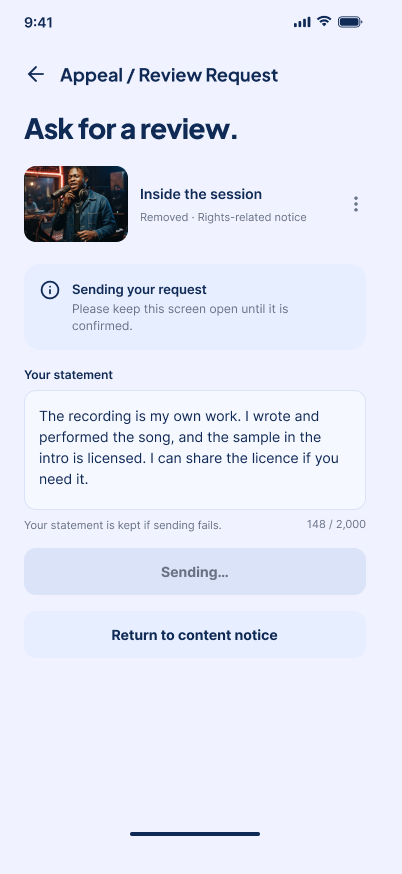 9:41
Appeal / Review Request
Ask for a review.
Inside the session
Removed · Rights-related notice
Sending your request
Please keep this screen open until it is
confirmed.
Your statement
The recording is my own work. I wrote and
performed the song, and the sample in the
intro is licensed. I can share the licence if you
need it.
Your statement is kept if sending fails.
148 / 2,000
Sending…
Return to content notice